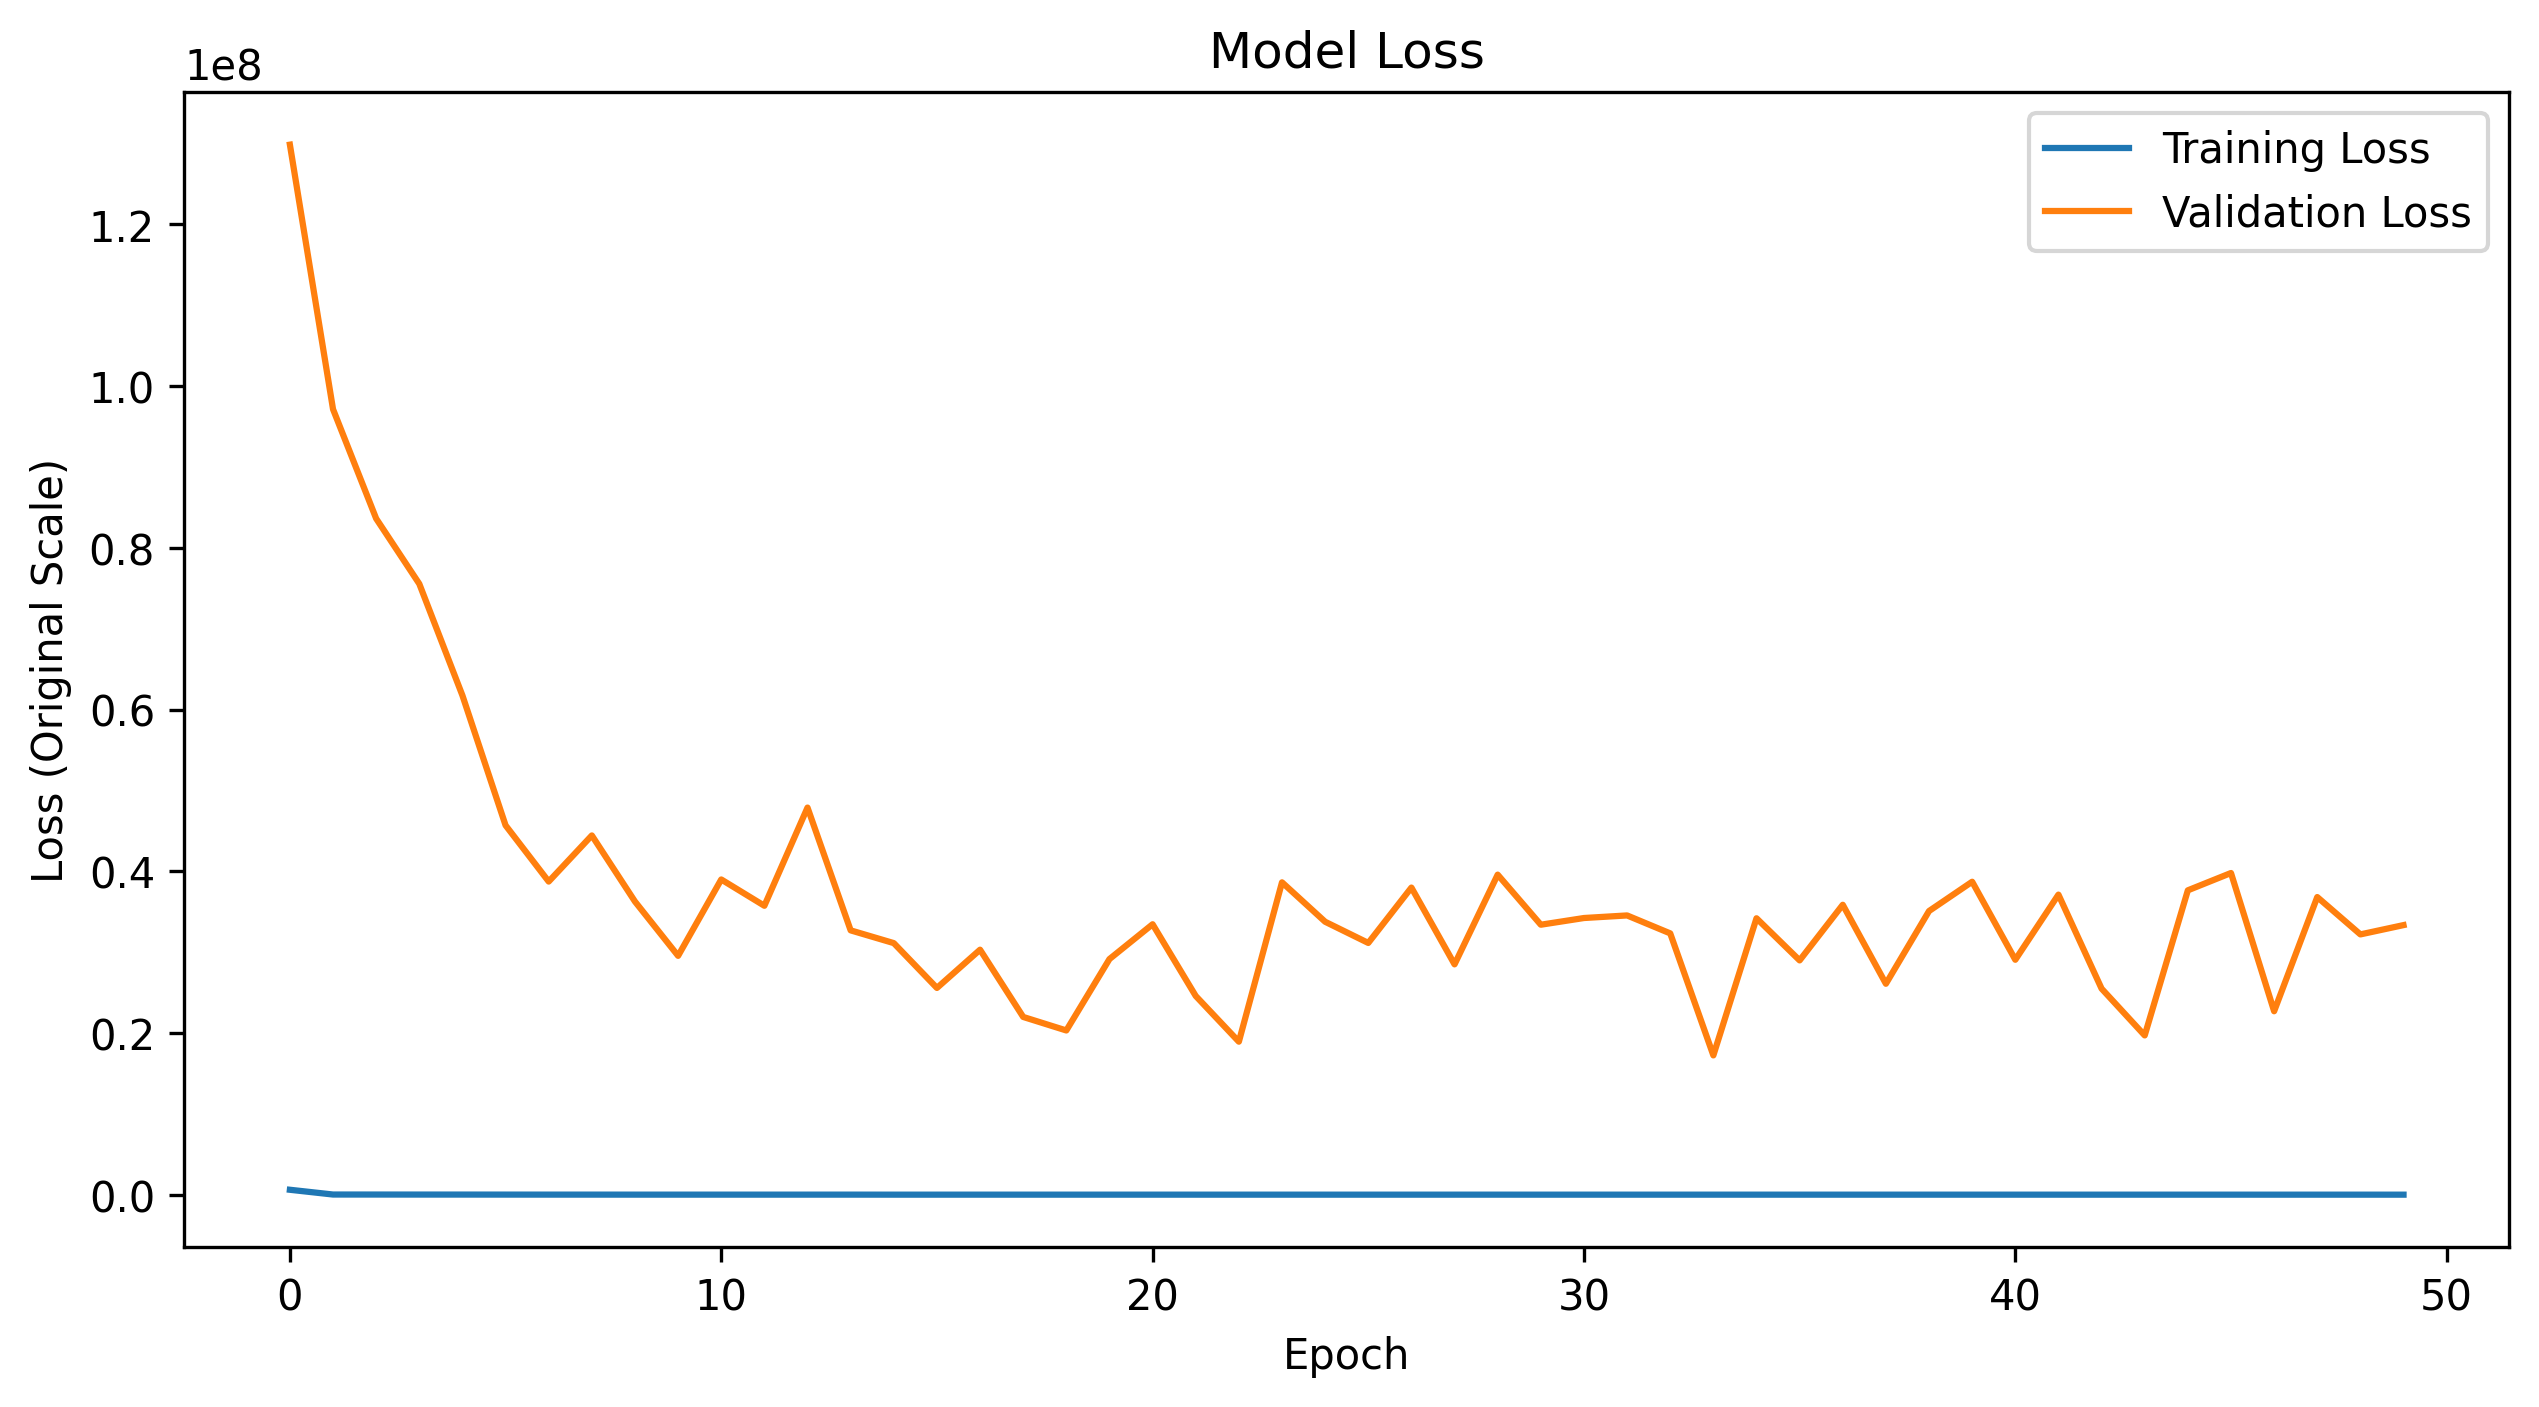 Model Loss
1e8
Training Loss
Validation Loss
1.2
1.0
0.8
0.6
0.4
0.2
0.0
Loss (Original Scale)
0 10 20 30 40 50
Epoch